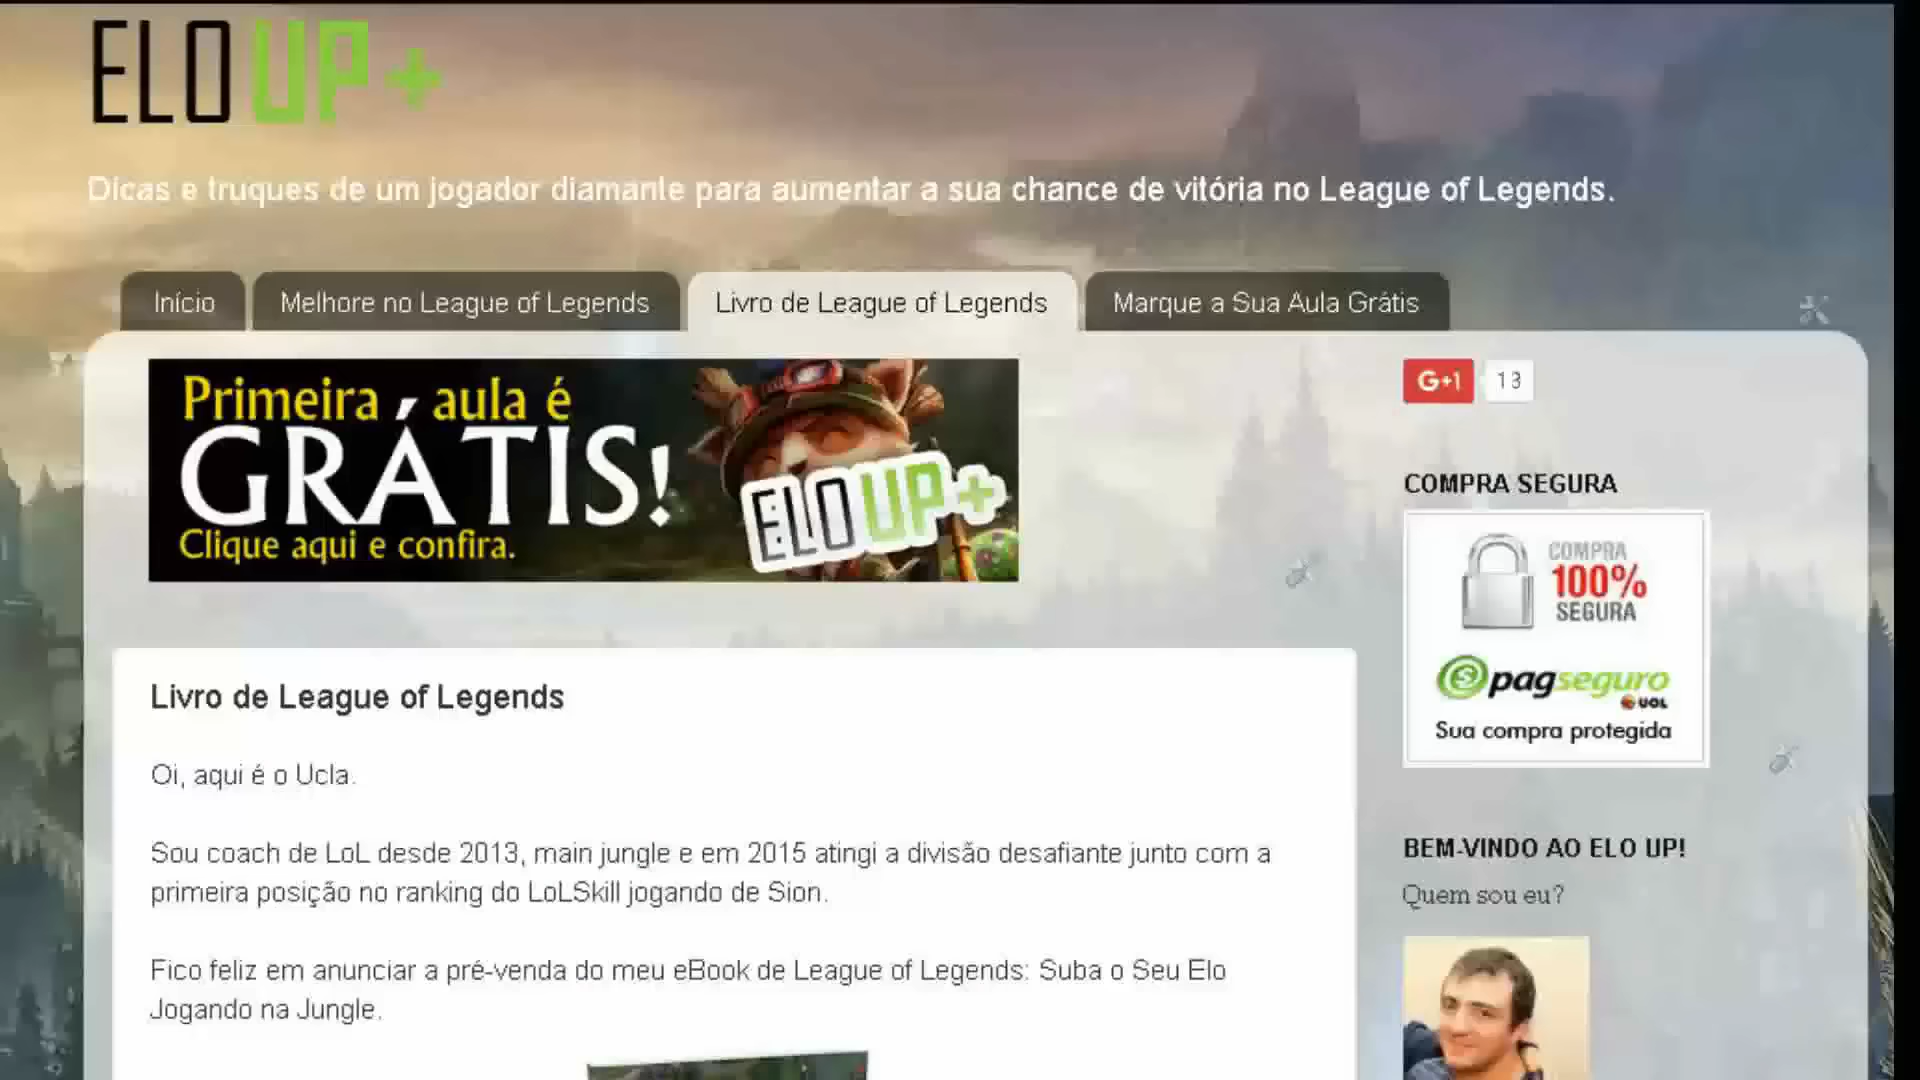 ELO UP+
Dicas e truques de um jogador diamante para aumentar a sua chance de vitória no League of Legends.
Início
Melhore no League of Legends
Livro de League of Legends
Marque a Sua Aula Grátis
Primeira aula é
GRÁTIS!
Clique aqui e confira.
ELO UP+
G+1
13
COMPRA SEGURA
COMPRA
100%
SEGURA
pagseguro
UOL
Sua compra protegida
Livro de League of Legends
Oi, aqui é o Ucla.
Sou coach de LoL desde 2013, main jungle e em 2015 atingi a divisão desafiante junto com a
primeira posição no ranking do LoLSkill jogando de Sion.
Fico feliz em anunciar a pré-venda do meu eBook de League of Legends: Suba o Seu Elo
Jogando na Jungle.
BEM-VINDO AO ELO UP!
Quem sou eu?